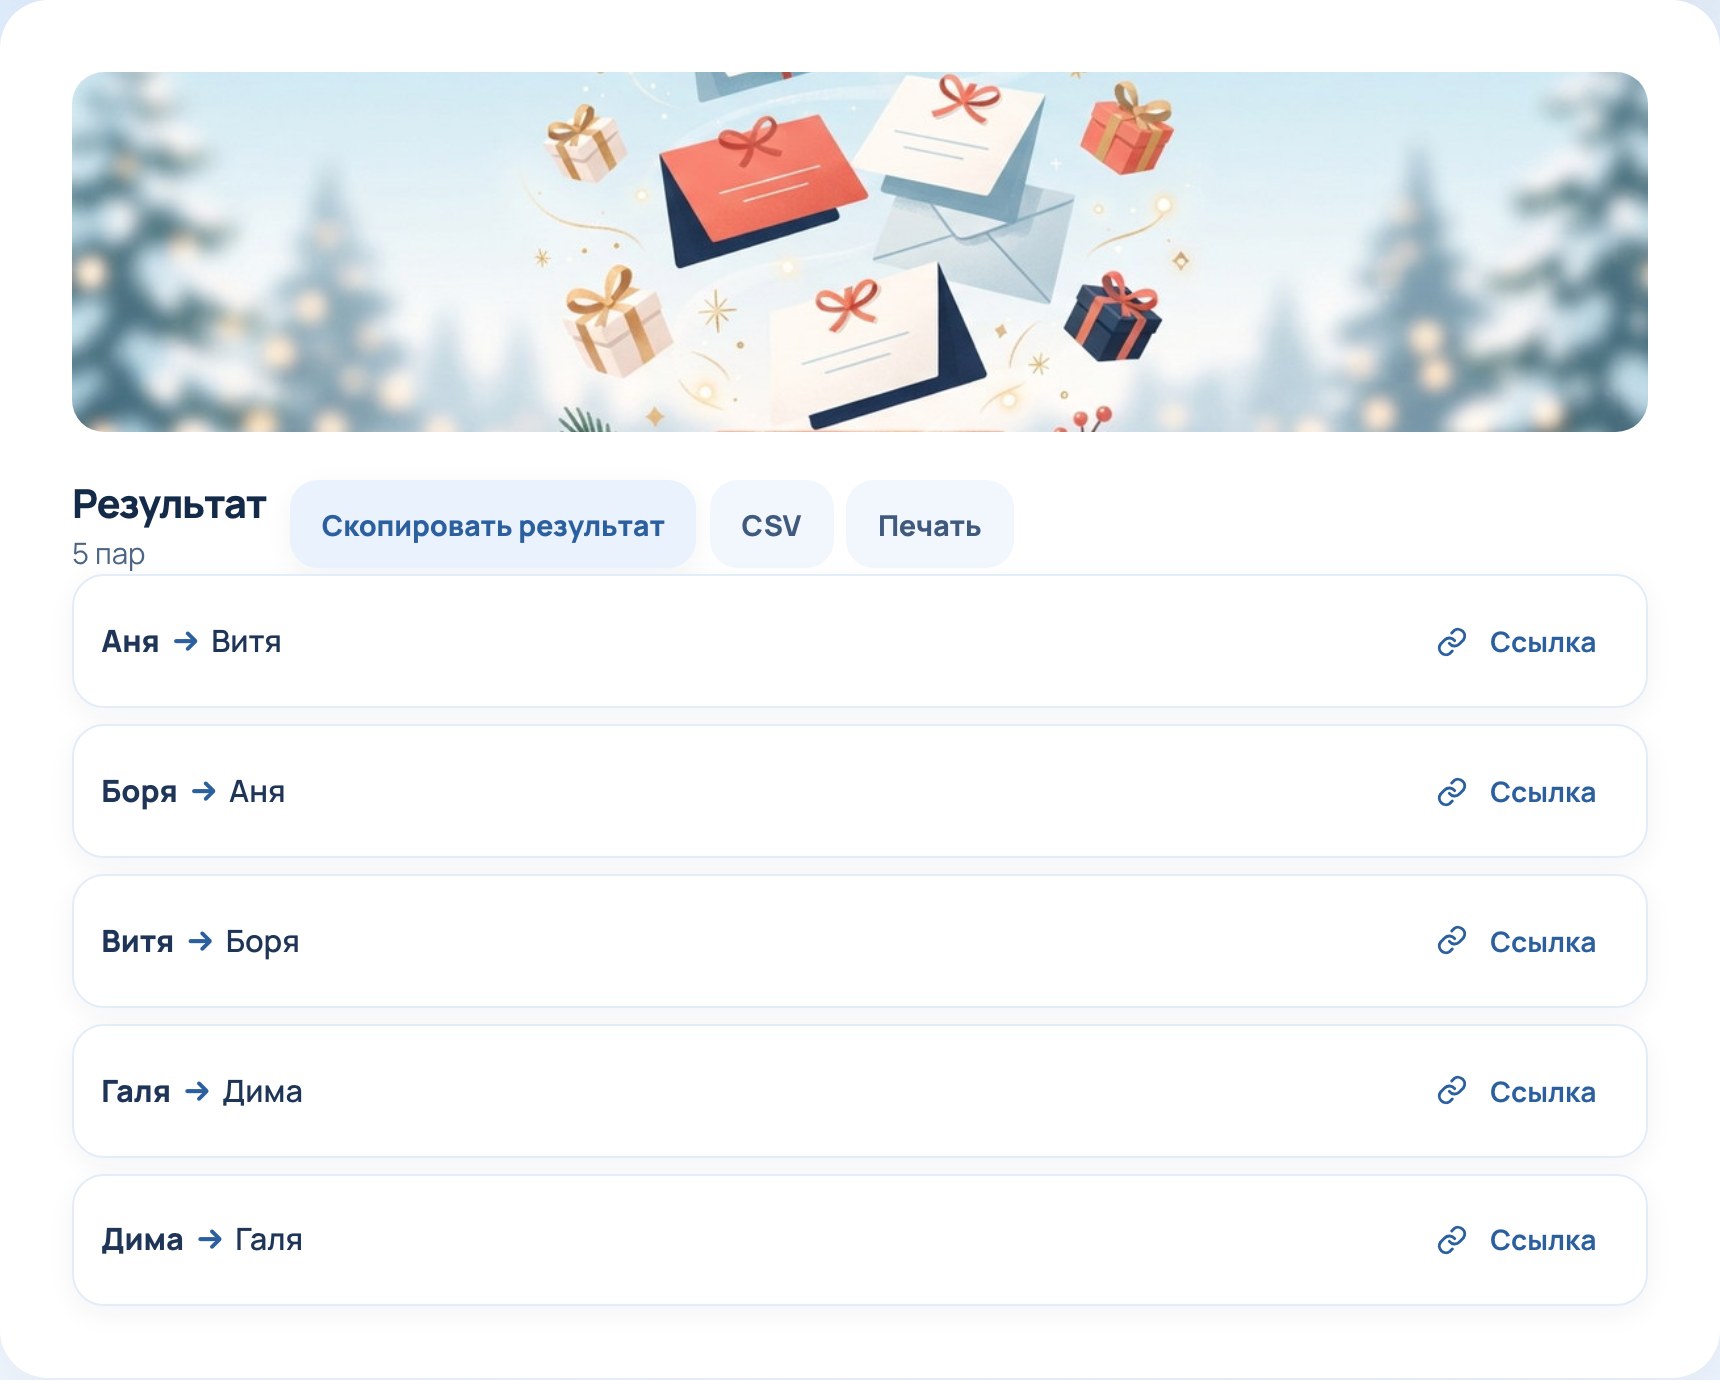 Результат
5 пар
Скопировать результат
CSV
Печать
Аня → Витя
Ссылка
Боря → Аня
Ссылка
Витя → Боря
Ссылка
Галя → Дима
Ссылка
Дима → Галя
Ссылка